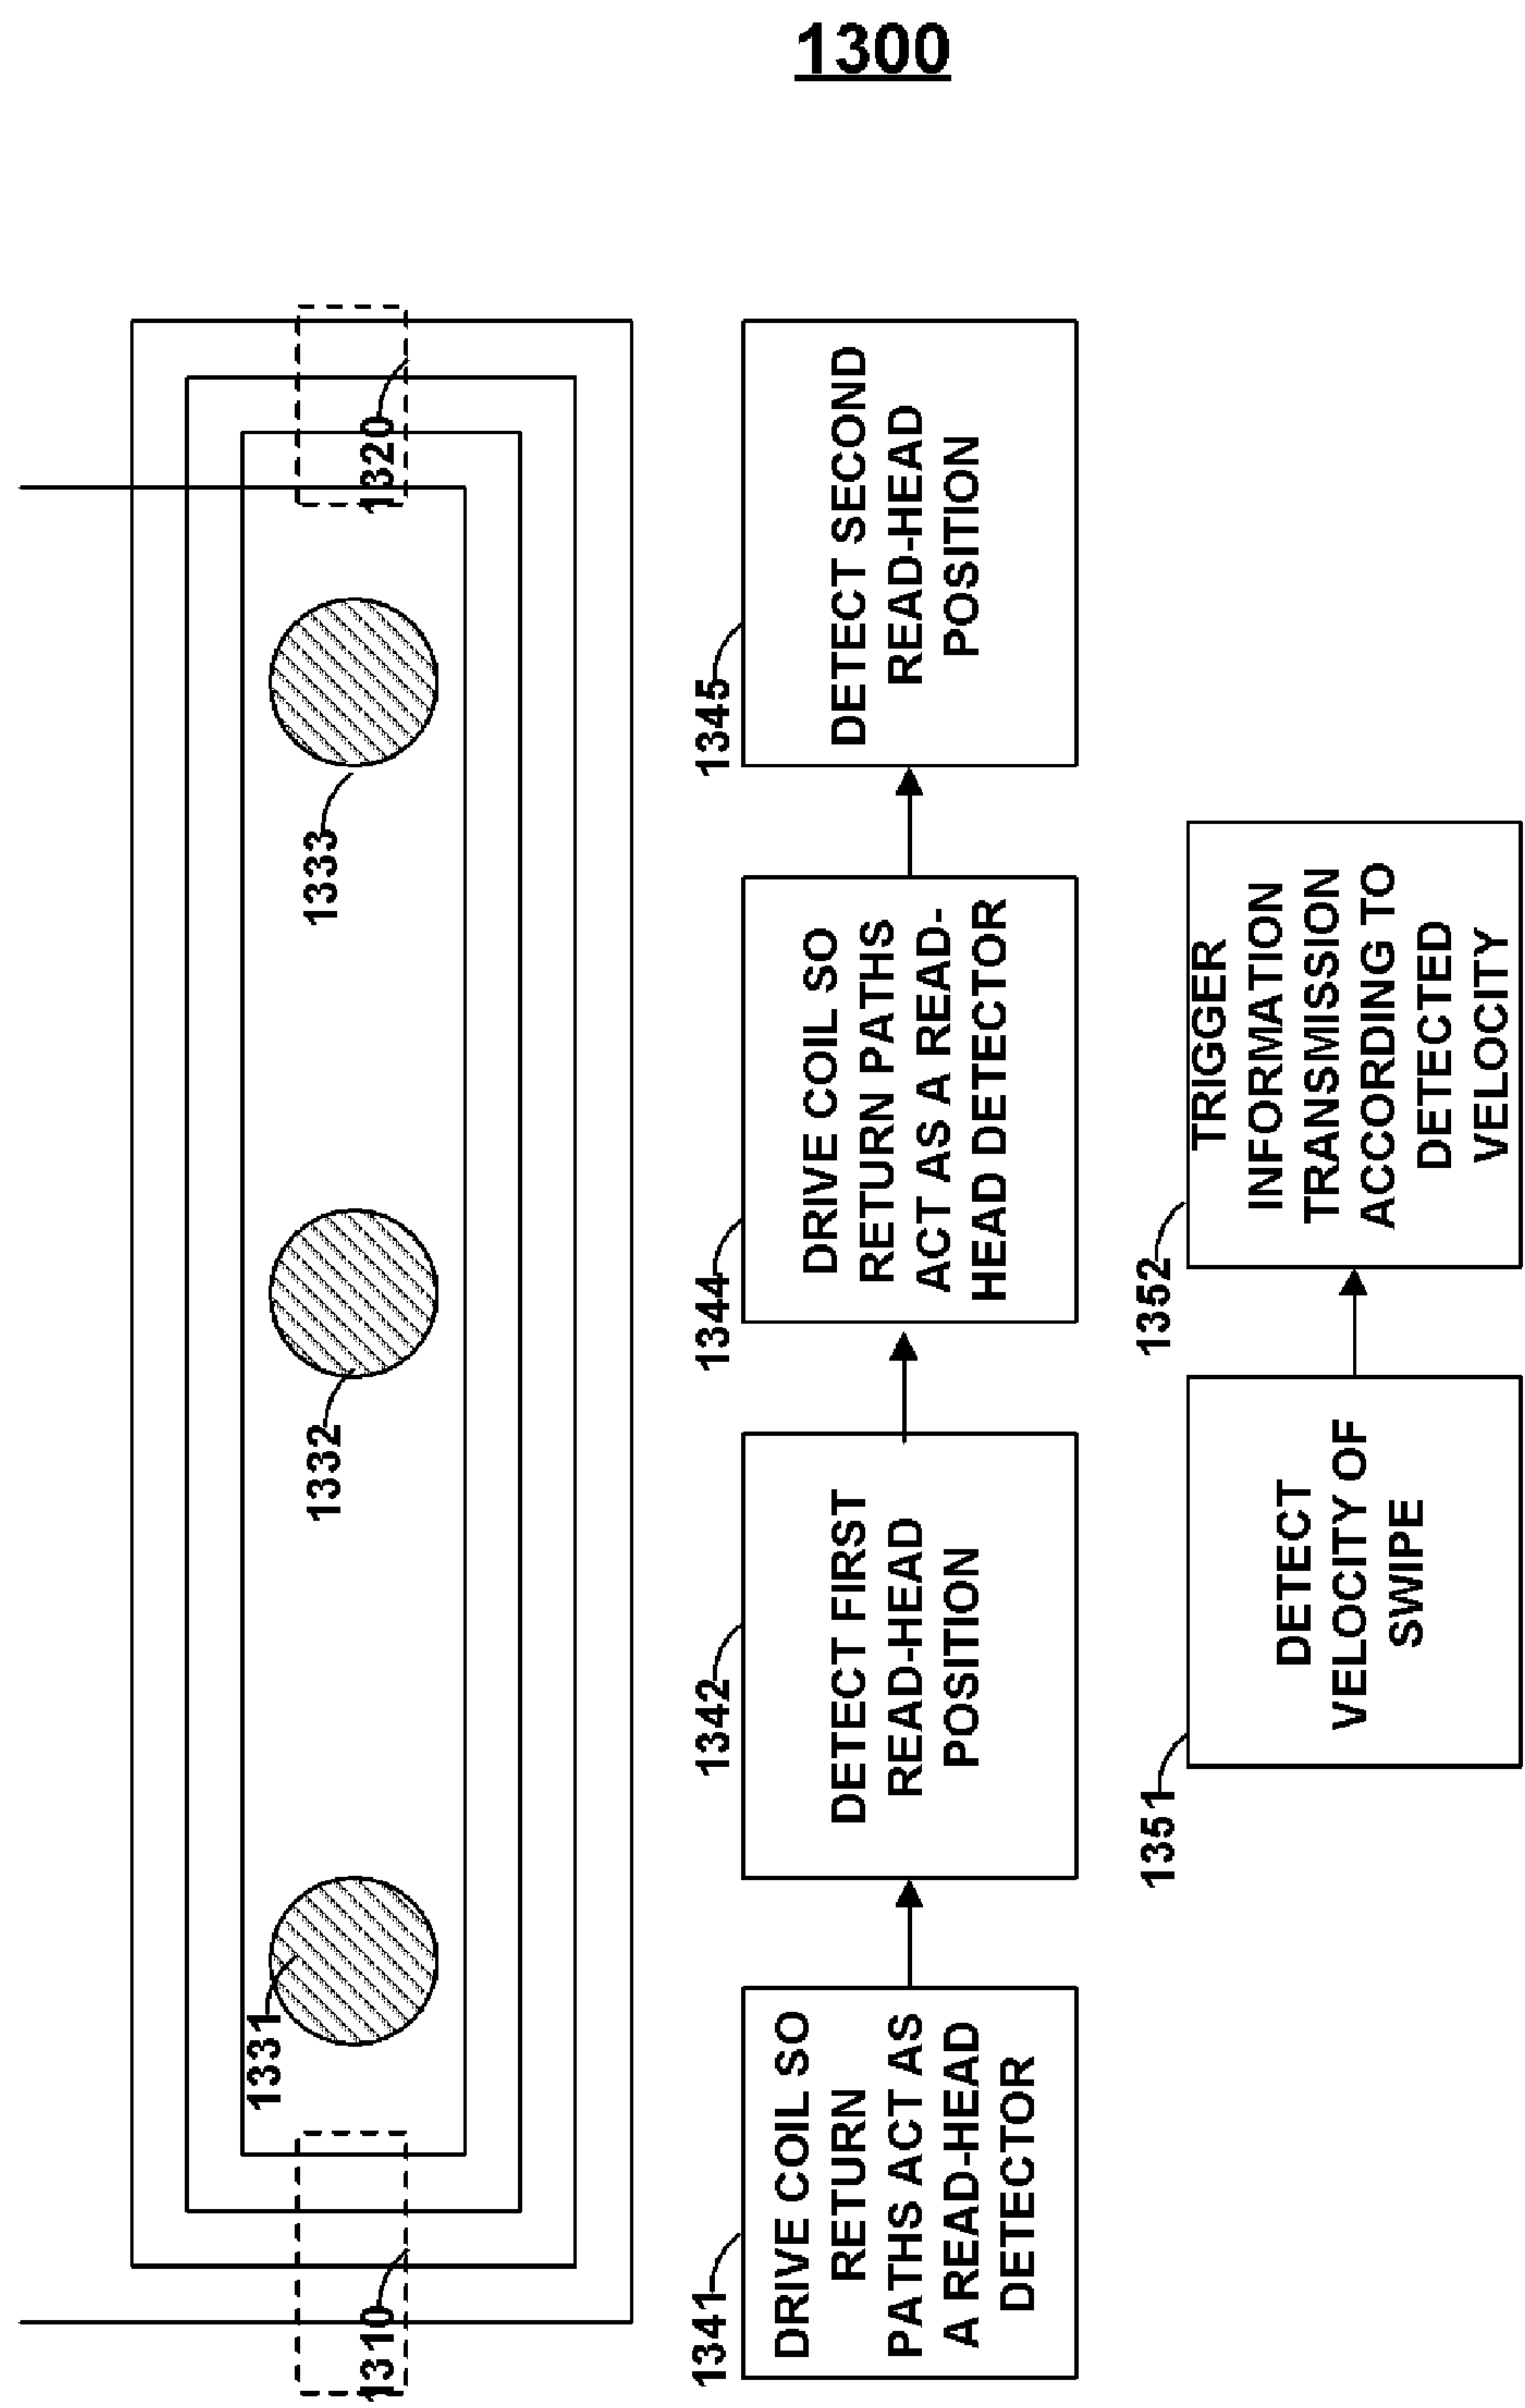 1300
1310
1320
1331
1332
1333
1341
DRIVE COIL SO
RETURN
PATHS ACT AS
A READ-HEAD
DETECTOR
1342
DETECT FIRST
READ-HEAD
POSITION
1344
DRIVE COIL SO
RETURN PATHS
ACT AS A READ-
HEAD DETECTOR
1345
DETECT SECOND
READ-HEAD
POSITION
1351
DETECT
VELOCITY OF
SWIPE
1352
TRIGGER
INFORMATION
TRANSMISSION
ACCORDING TO
DETECTED
VELOCITY